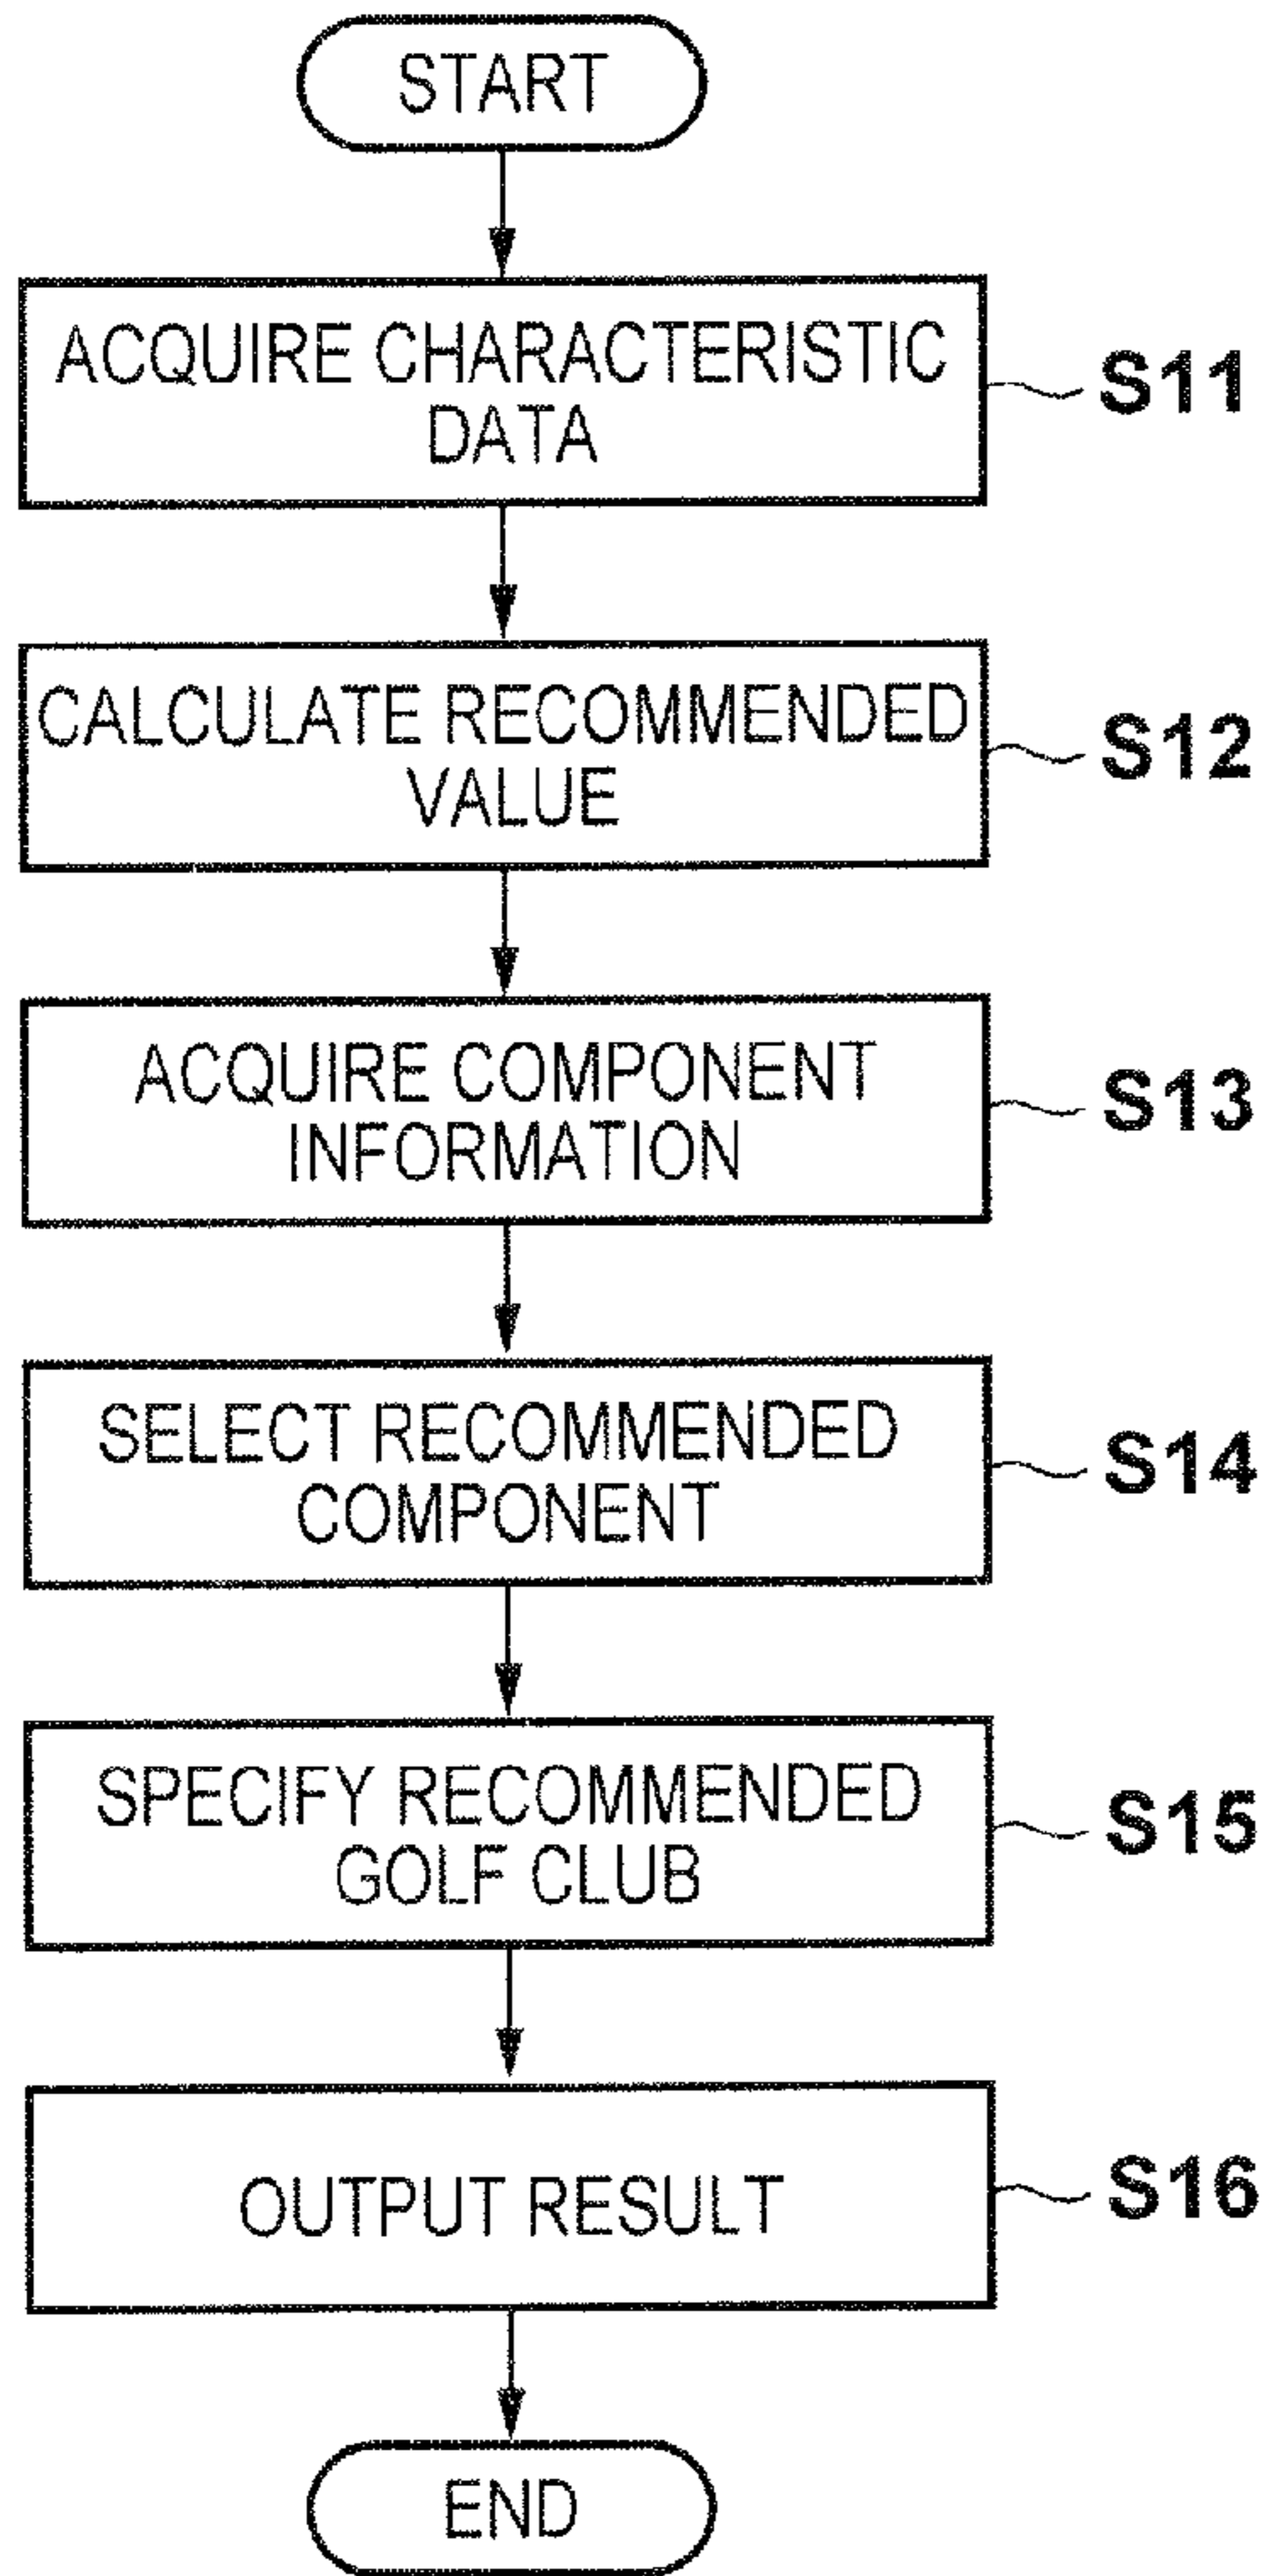 START
ACQUIRE CHARACTERISTIC
DATA
S11
CALCULATE RECOMMENDED
VALUE
S12
ACQUIRE COMPONENT
INFORMATION
S13
SELECT RECOMMENDED
COMPONENT
S14
SPECIFY RECOMMENDED
GOLF CLUB
S15
OUTPUT RESULT
S16
END